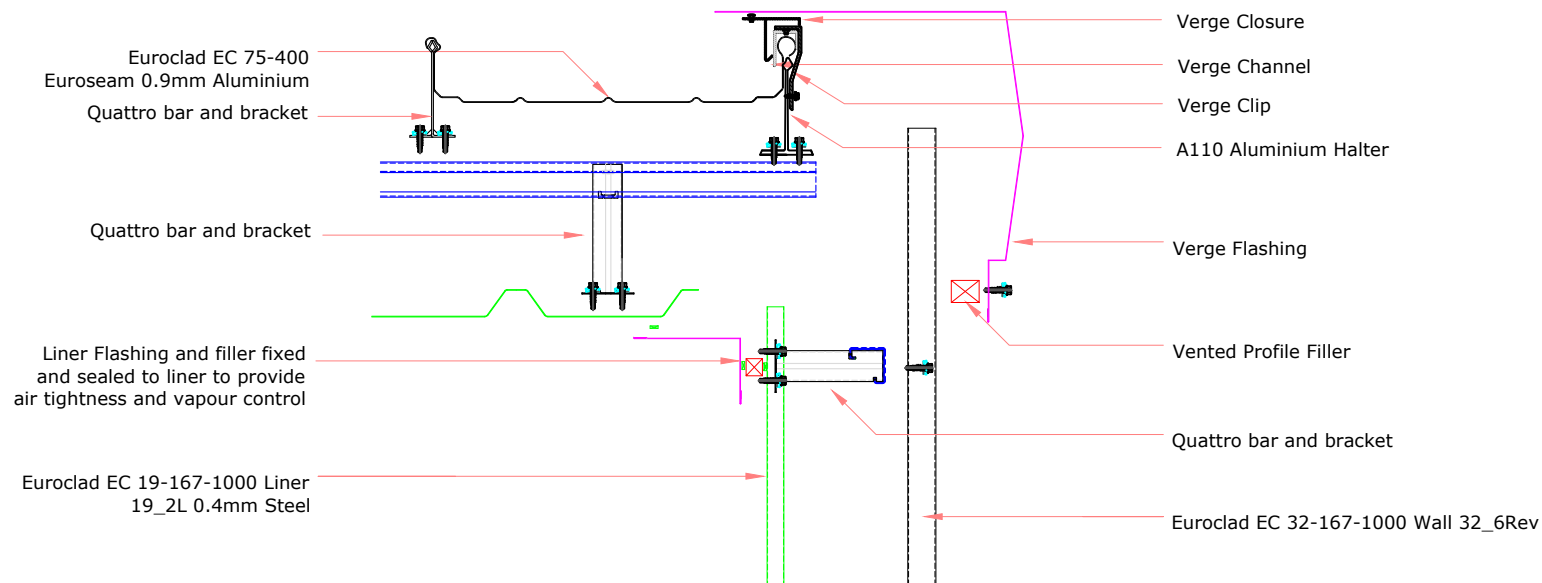 Euroclad EC 75-400
Euroseam 0.9mm Aluminium
Quattro bar and bracket
Quattro bar and bracket
Liner Flashing and filler fixed
and sealed to liner to provide
air tightness and vapour control
Euroclad EC 19-167-1000 Liner
19_2L 0.4mm Steel
Verge Closure
Verge Channel
Verge Clip
A110 Aluminium Halter
Verge Flashing
Vented Profile Filler
Quattro bar and bracket
Euroclad EC 32-167-1000 Wall 32_6Rev